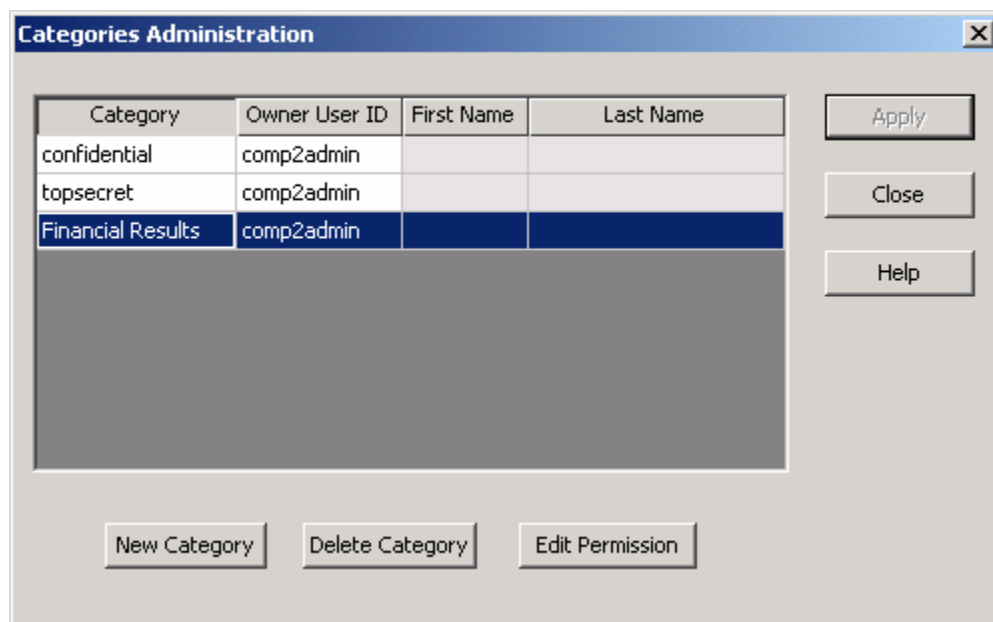 Categories Administration
Category Owner User ID First Name Last Name
confidential comp2admin
topsecret comp2admin
Financial Results comp2admin
Apply
Close
Help
New Category Delete Category Edit Permission